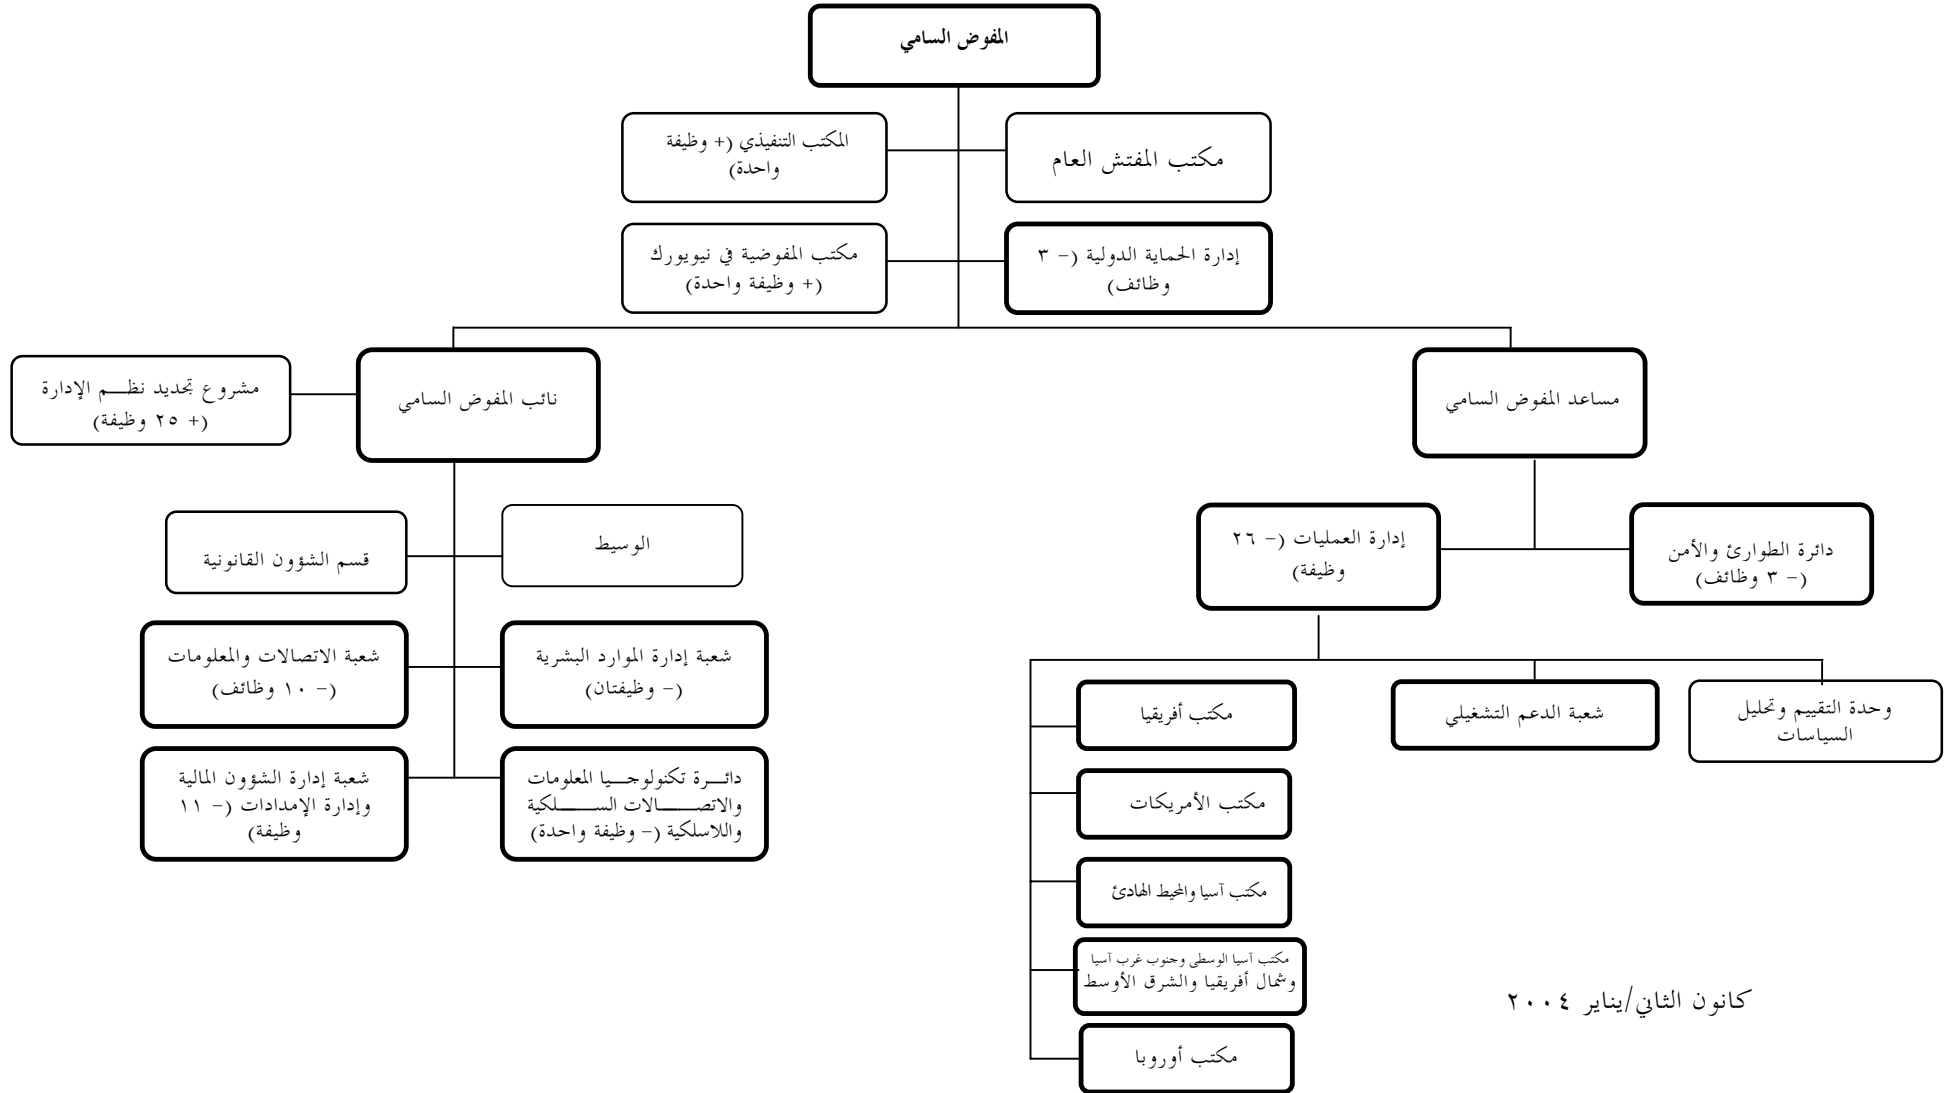 المفوض السامي
مكتب المفتش العام
المكتب التنفيذي (+ وظيفة
واحدة)
إدارة الحماية الدولية (- ٣
وظائف)
مكتب المفوضية في نيويورك
(+ وظيفة واحدة)
مساعد المفوض السامي
نائب المفوض السامي
مشروع تجديد نظـم الإدارة
(+ ٢٥ وظيفة)
دائرة الطوارئ والأمن
(- ٣ وظائف)
إدارة العمليات (- ٢٦
وظيفة)
الوسيط
قسم الشؤون القانونية
شعبة إدارة الموارد البشرية
(- وظيفتان)
شعبة الاتصالات والمعلومات
(- ١٠ وظائف)
دائـرة تكنولوجـيا المعلومات
والاتصـالات السـلكية
واللاسلكية (- وظيفة واحدة)
شعبة إدارة الشؤون المالية
وإدارة الإمدادات (- ١١
وظيفة)
وحدة التقييم وتحليل
السياسات
شعبة الدعم التشغيلي
مكتب أفريقيا
مكتب الأمريكات
مكتب آسيا والمحيط الهادئ
مكتب آسيا الوسطى وجنوب غرب آسيا
وشمال أفريقيا والشرق الأوسط
مكتب أوروبا
كانون الثاني/يناير ٢٠٠٤